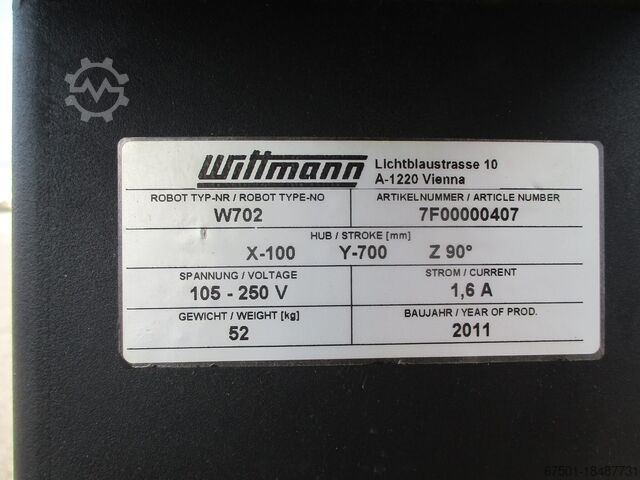 Wittmann
Lichtblaustrasse 10
A-1220 Vienna
ROBOT TYP-NR / ROBOT TYPE-NO
W702
ARTIKELNUMMER / ARTICLE NUMBER
7F00000407
HUB / STROKE [mm]
X-100 Y-700 Z 90°
SPANNUNG / VOLTAGE
105 - 250 V
STROM / CURRENT
1,6 A
GEWICHT / WEIGHT [kg]
52
BAUJAHR / YEAR OF PROD.
2011
67501-18487731